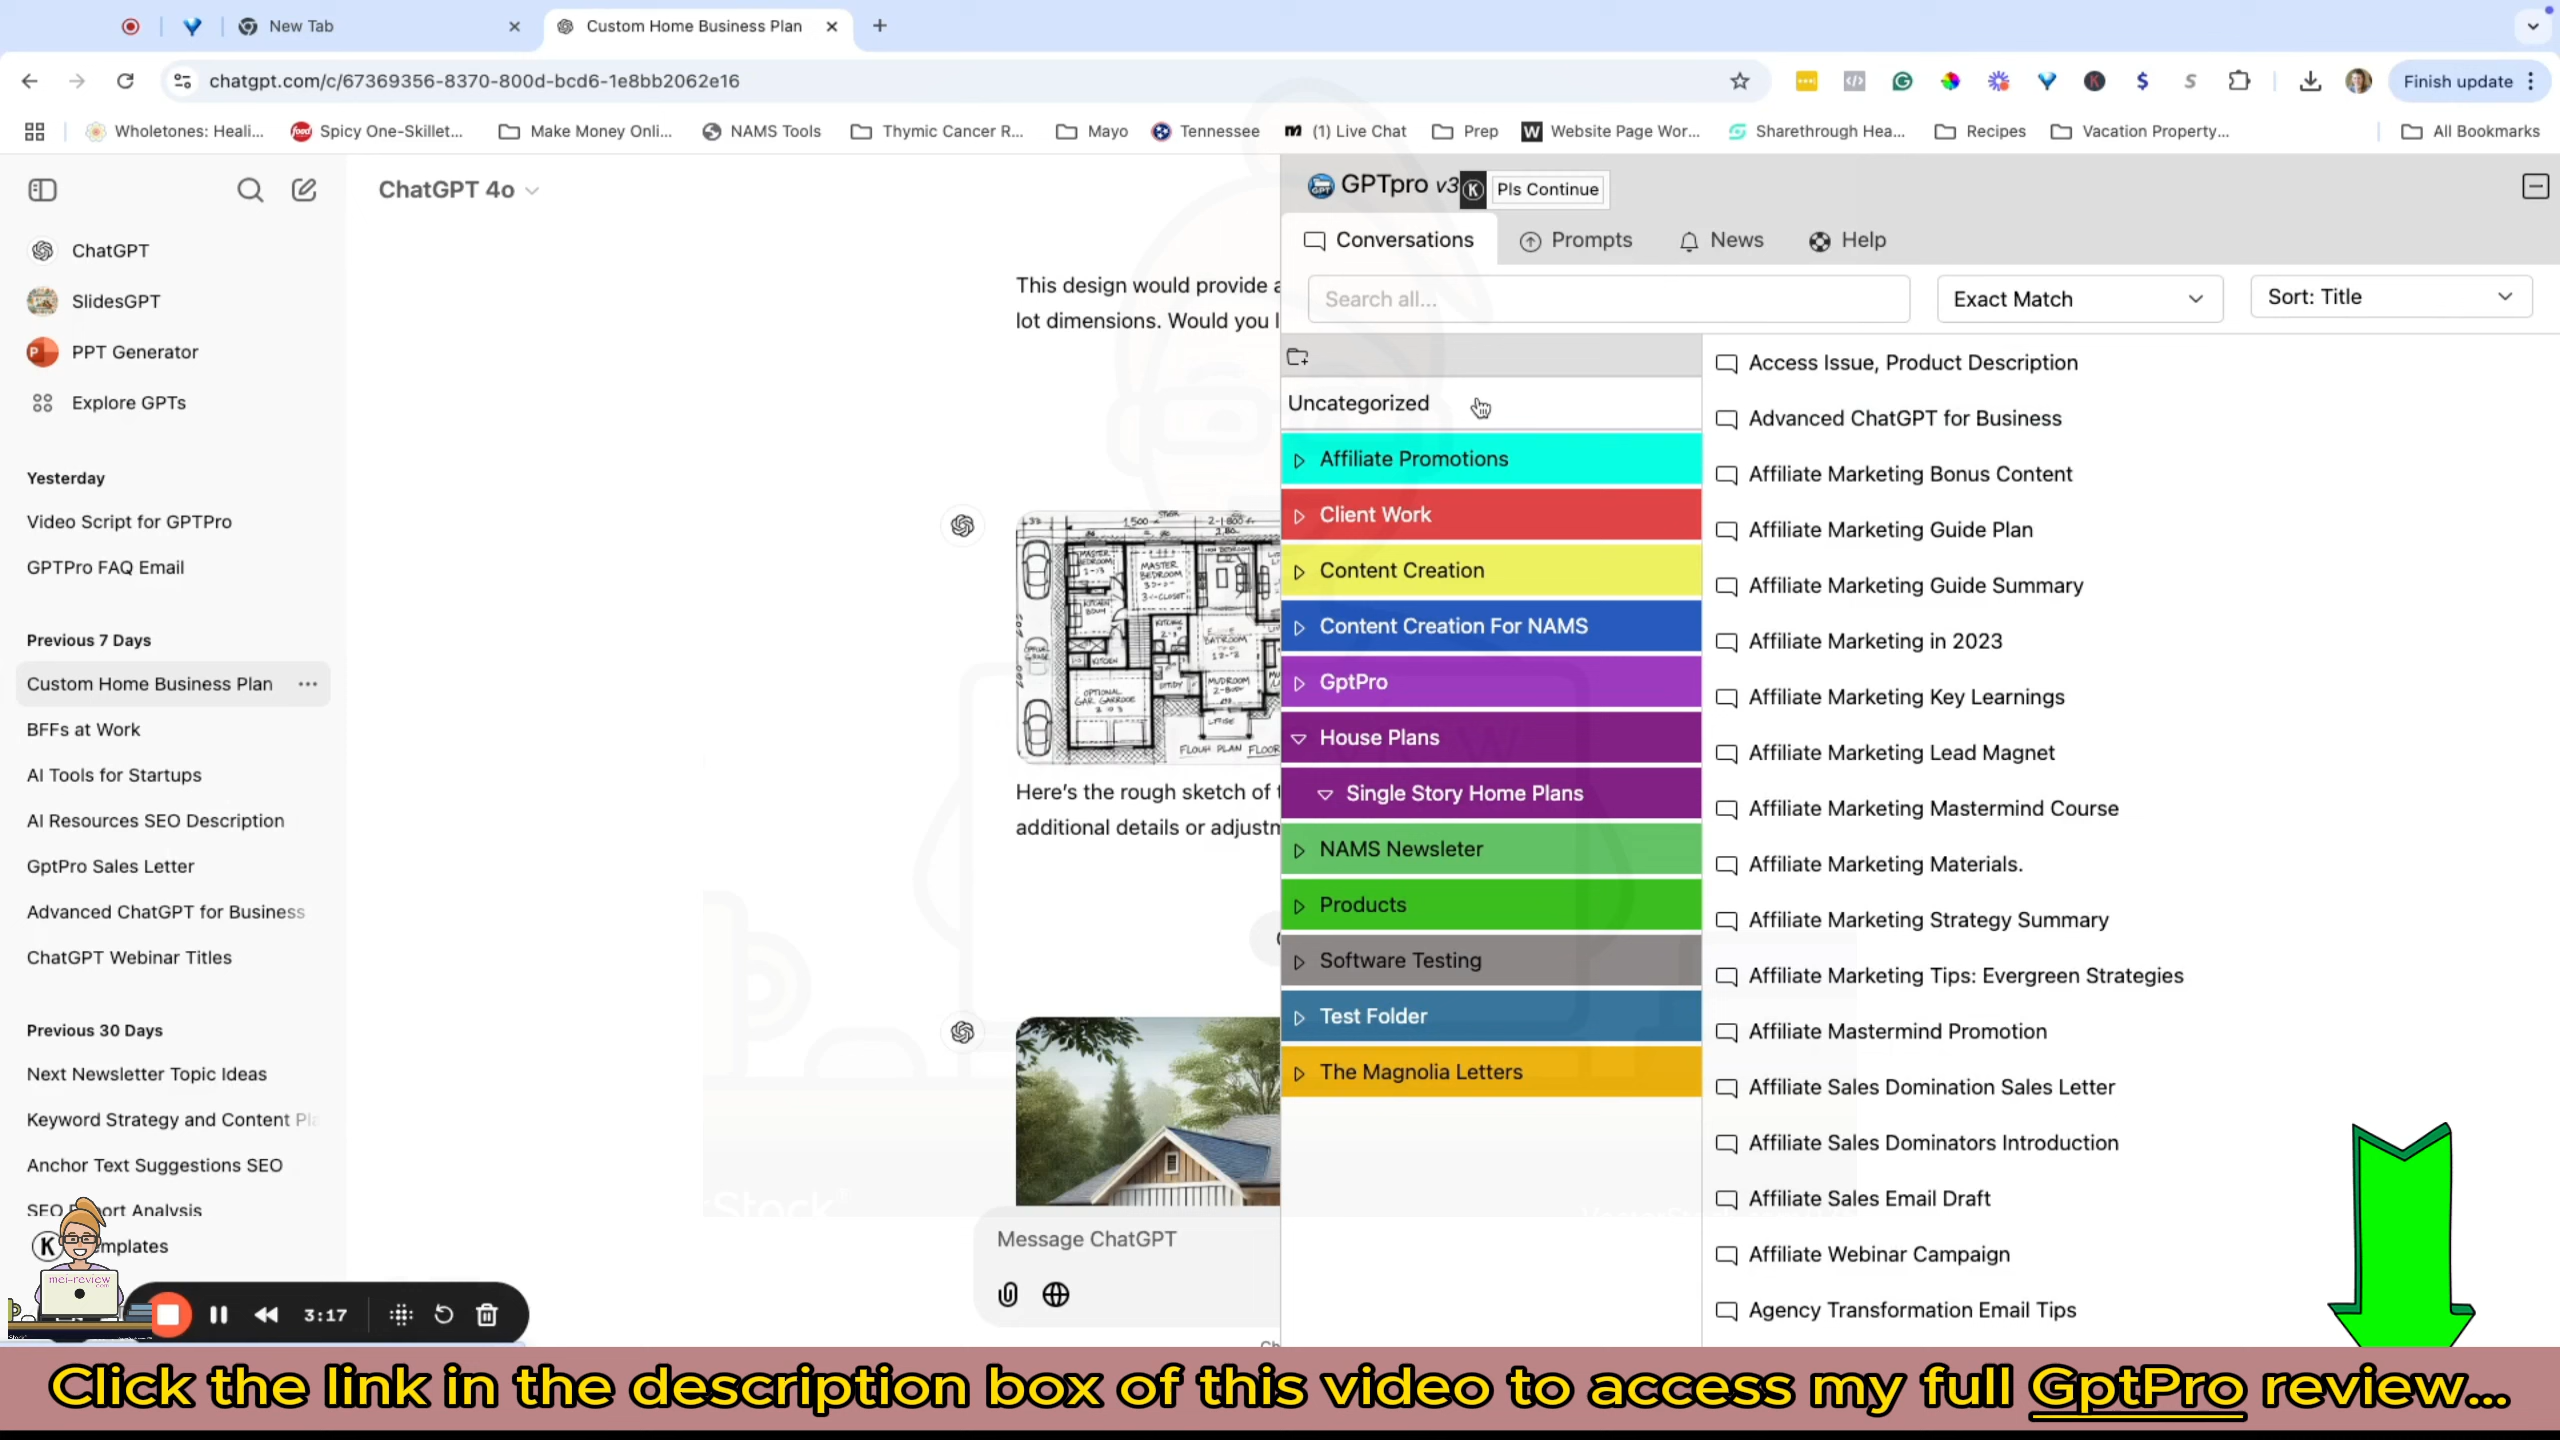 New Tab
Custom Home Business Plan
chatgpt.com/c/67369356-8370-800d-bcd6-1e8bb2062e16
Finish update
Wholetones: Heali...
Spicy One-Skillet...
Make Money Onli...
NAMS Tools
Thymic Cancer R...
Mayo
Tennessee
(1) Live Chat
Prep
Website Page Wor...
Sharethrough Hea...
Recipes
Vacation Property...
All Bookmarks
ChatGPT
SlidesGPT
PPT Generator
Explore GPTs
Yesterday
Video Script for GPTPro
GPTPro FAQ Email
Previous 7 Days
Custom Home Business Plan
BFFs at Work
AI Tools for Startups
AI Resources SEO Description
GptPro Sales Letter
Advanced ChatGPT for Business
ChatGPT Webinar Titles
Previous 30 Days
Next Newsletter Topic Ideas
Keyword Strategy and Content Pla
Anchor Text Suggestions SEO
mci-review
3:17
ChatGPT 4o
This design would provide a
lot dimensions. Would you l
MASTER
BEDROOM
KITCHEN
OPTIONAL
MUDROOM
Here's the rough sketch of t
additional details or adjustm
Message ChatGPT
GPTpro v3
Pls Continue
Conversations
Prompts
News
Help
Search all...
Exact Match
Sort: Title
Uncategorized
Affiliate Promotions
Client Work
Content Creation
Content Creation For NAMS
GptPro
House Plans
Single Story Home Plans
NAMS Newsleter
Products
Software Testing
Test Folder
The Magnolia Letters
Access Issue, Product Description
Advanced ChatGPT for Business
Affiliate Marketing Bonus Content
Affiliate Marketing Guide Plan
Affiliate Marketing Guide Summary
Affiliate Marketing in 2023
Affiliate Marketing Key Learnings
Affiliate Marketing Lead Magnet
Affiliate Marketing Mastermind Course
Affiliate Marketing Materials.
Affiliate Marketing Strategy Summary
Affiliate Marketing Tips: Evergreen Strategies
Affiliate Mastermind Promotion
Affiliate Sales Domination Sales Letter
Affiliate Sales Dominators Introduction
Affiliate Sales Email Draft
Affiliate Webinar Campaign
Agency Transformation Email Tips
Click the link in the description box of this video to access my full GptPro review...